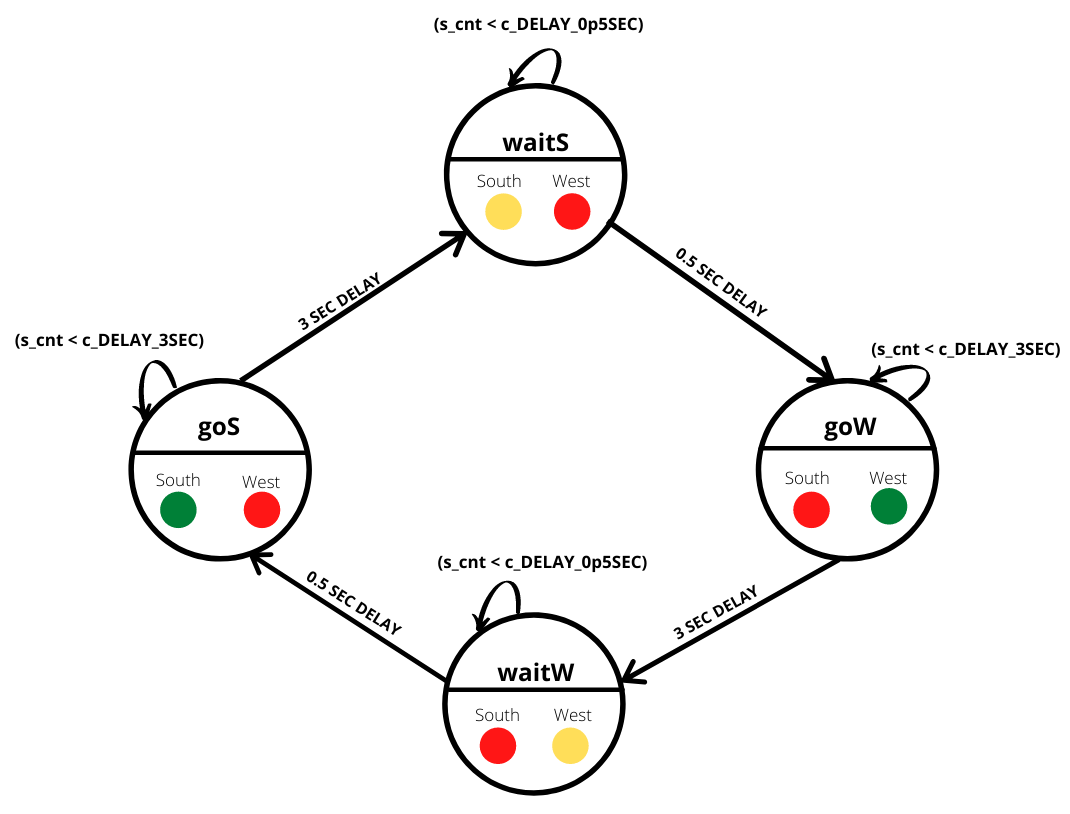 (s_cnt < c_DELAY_0p5SEC)
waitS
South West
3 SEC DELAY
0.5 SEC DELAY
(s_cnt < c_DELAY_3SEC)
goS
South West
(s_cnt < c_DELAY_3SEC)
goW
South West
0.5 SEC DELAY
3 SEC DELAY
(s_cnt < c_DELAY_0p5SEC)
waitW
South West